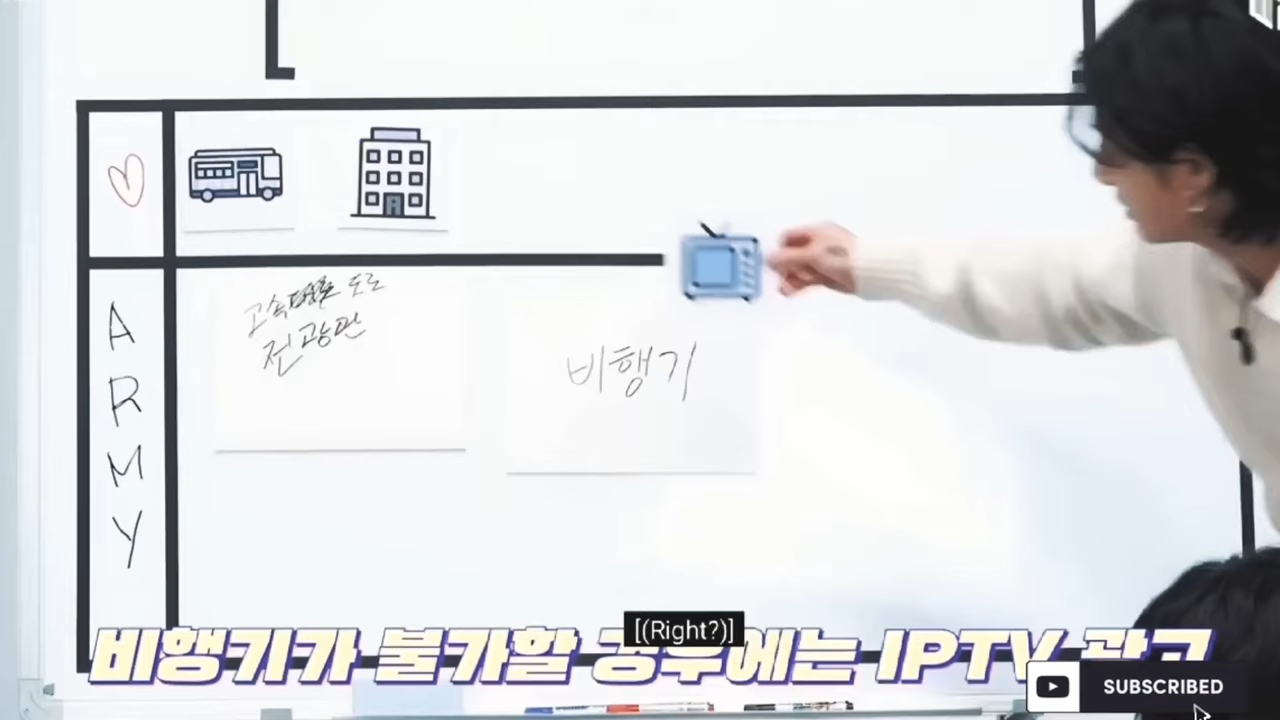 고속 도로
전광판
비행기
A
R
M
Y
[(Right?)]
비행기가 불가할 경우에는 IPTV 광고
SUBSCRIBED